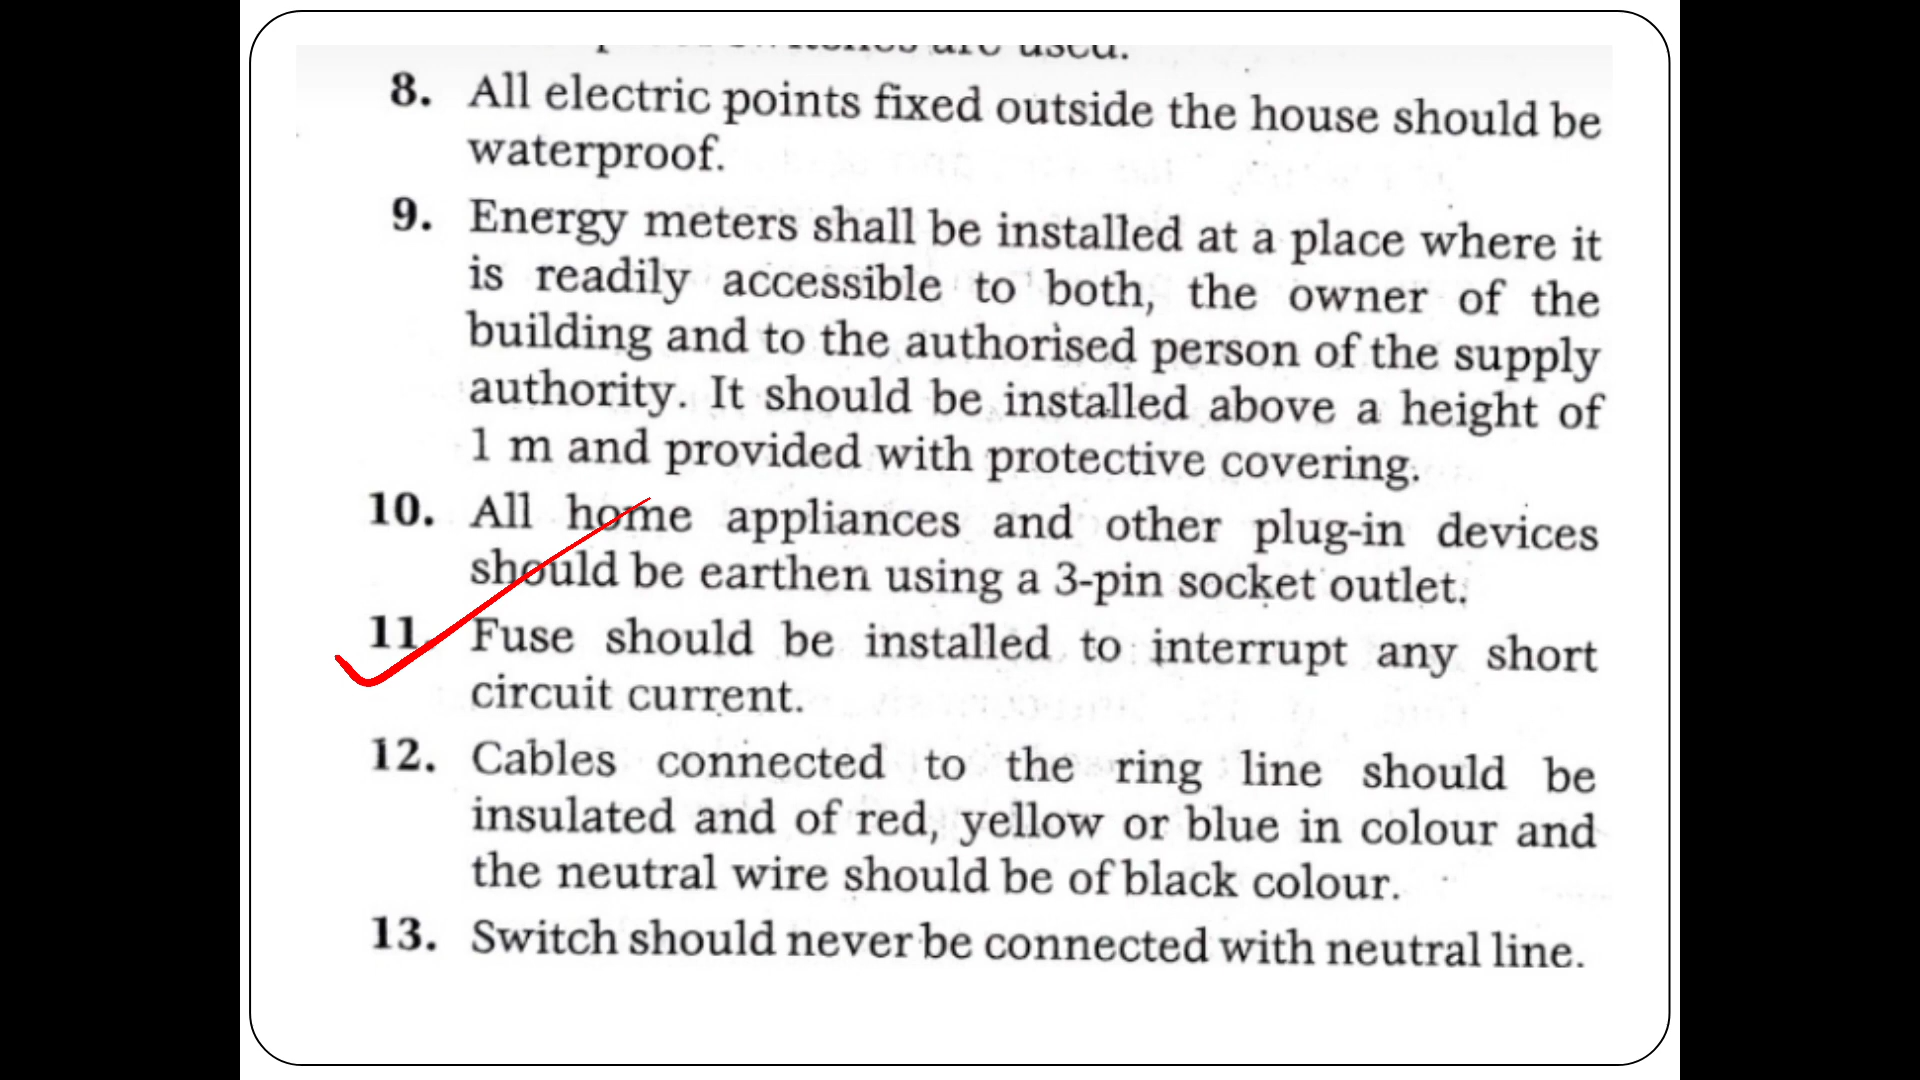 are used.
8. All electric points fixed outside the house should be
waterproof.
9. Energy meters shall be installed at a place where it
is readily accessible to both, the owner of the
building and to the authorised person of the supply
authority. It should be installed above a height of
1 m and provided with protective covering.
10. All home appliances and other plug-in devices
should be earthen using a 3-pin socket outlet.
11. Fuse should be installed to interrupt any short
circuit current.
12. Cables connected to the ring line should be
insulated and of red, yellow or blue in colour and
the neutral wire should be of black colour.
13. Switch should never be connected with neutral line.